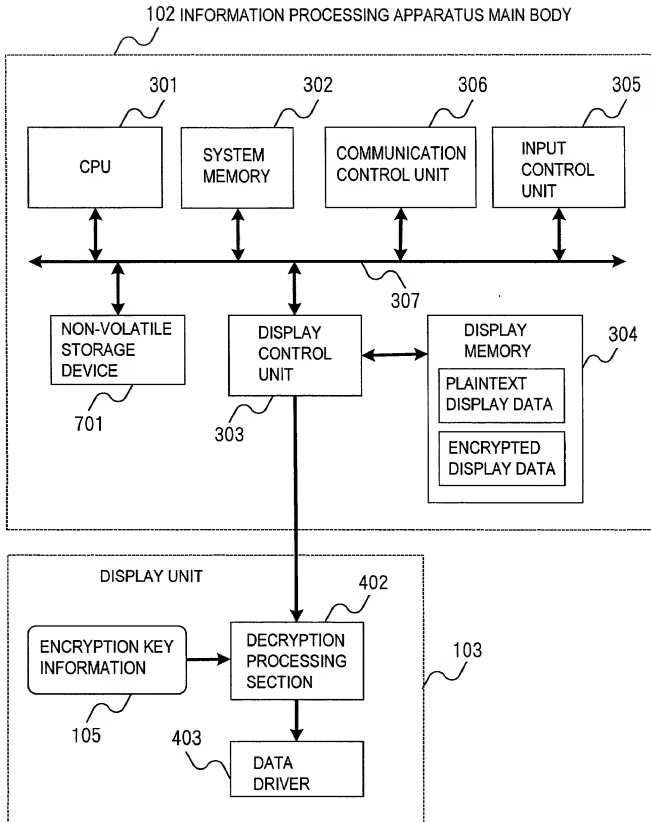 102 INFORMATION PROCESSING APPARATUS MAIN BODY
301
302
306
305
CPU
SYSTEM
MEMORY
COMMUNICATION
CONTROL UNIT
INPUT
CONTROL
UNIT
307
NON-VOLATILE
STORAGE
DEVICE
701
DISPLAY
CONTROL
UNIT
303
DISPLAY
MEMORY
304
PLAINTEXT
DISPLAY DATA
ENCRYPTED
DISPLAY DATA
DISPLAY UNIT
402
ENCRYPTION KEY
INFORMATION
105
DECRYPTION
PROCESSING
SECTION
103
403
DATA
DRIVER